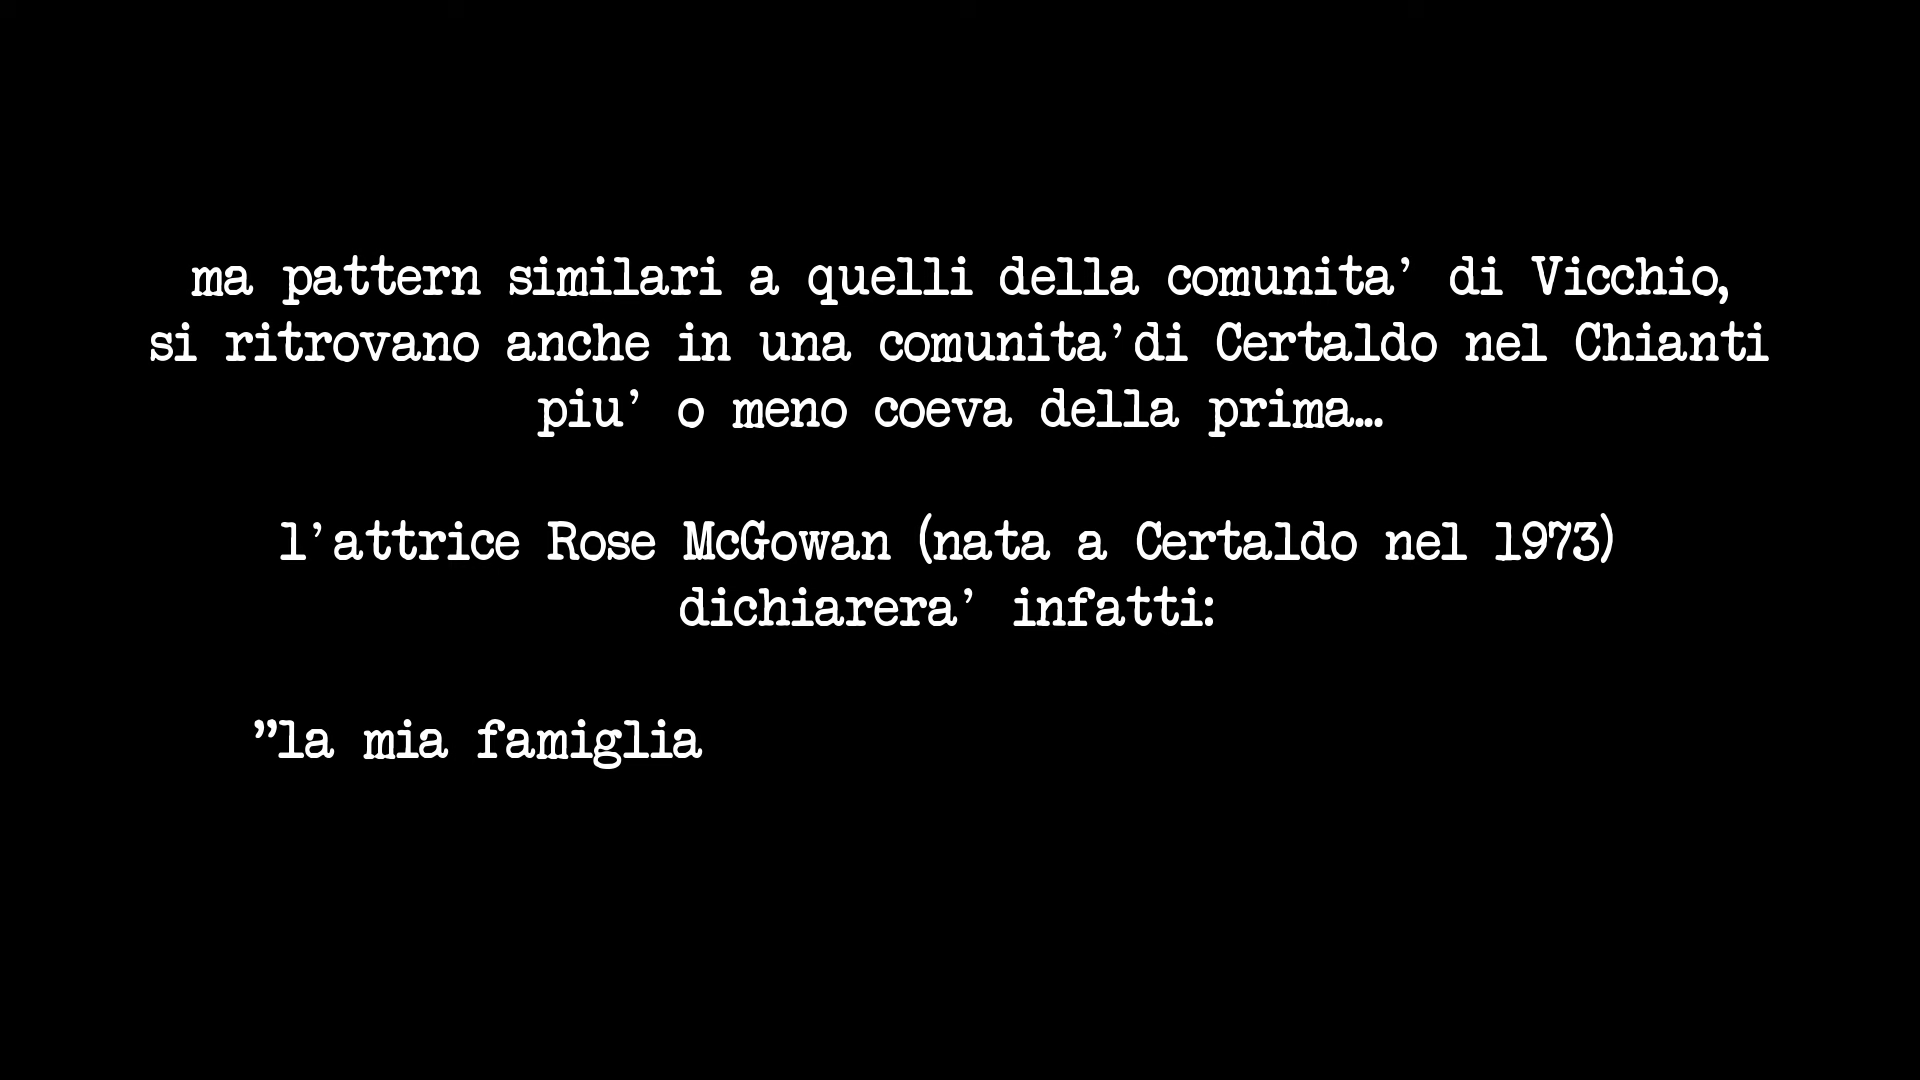 ma pattern similari a quelli della comunita’ di Vicchio,
si ritrovano anche in una comunita’di Certaldo nel Chianti
piu’ o meno coeva della prima...
l’attrice Rose McGowan (nata a Certaldo nel 1973)
dichiarera’ infatti:
”la mia famiglia